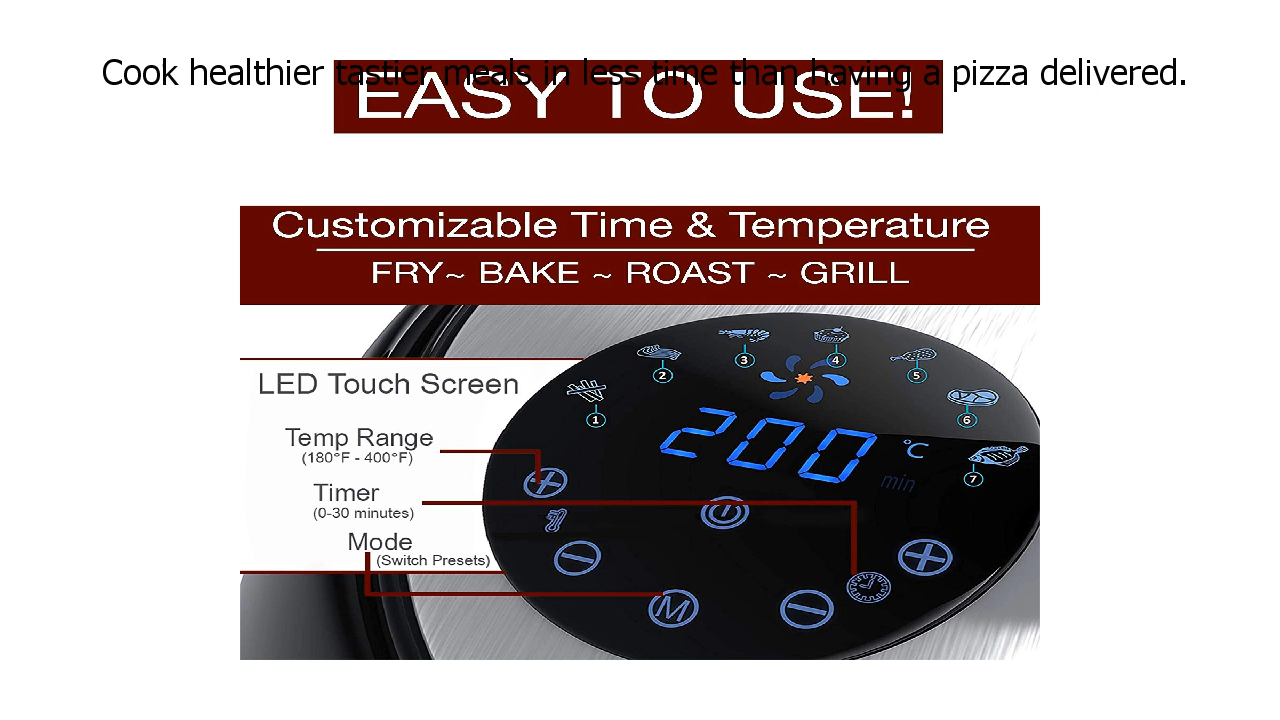 Cook healthier tastier meals in less time than having a pizza delivered.
EASY TO USE!
Customizable Time & Temperature
FRY~ BAKE ~ ROAST ~ GRILL
LED Touch Screen
Temp Range
(180°F - 400°F)
Timer
(0-30 minutes)
Mode
(Switch Presets)
1
2
3
4
5
6
7
200 °C
min
M